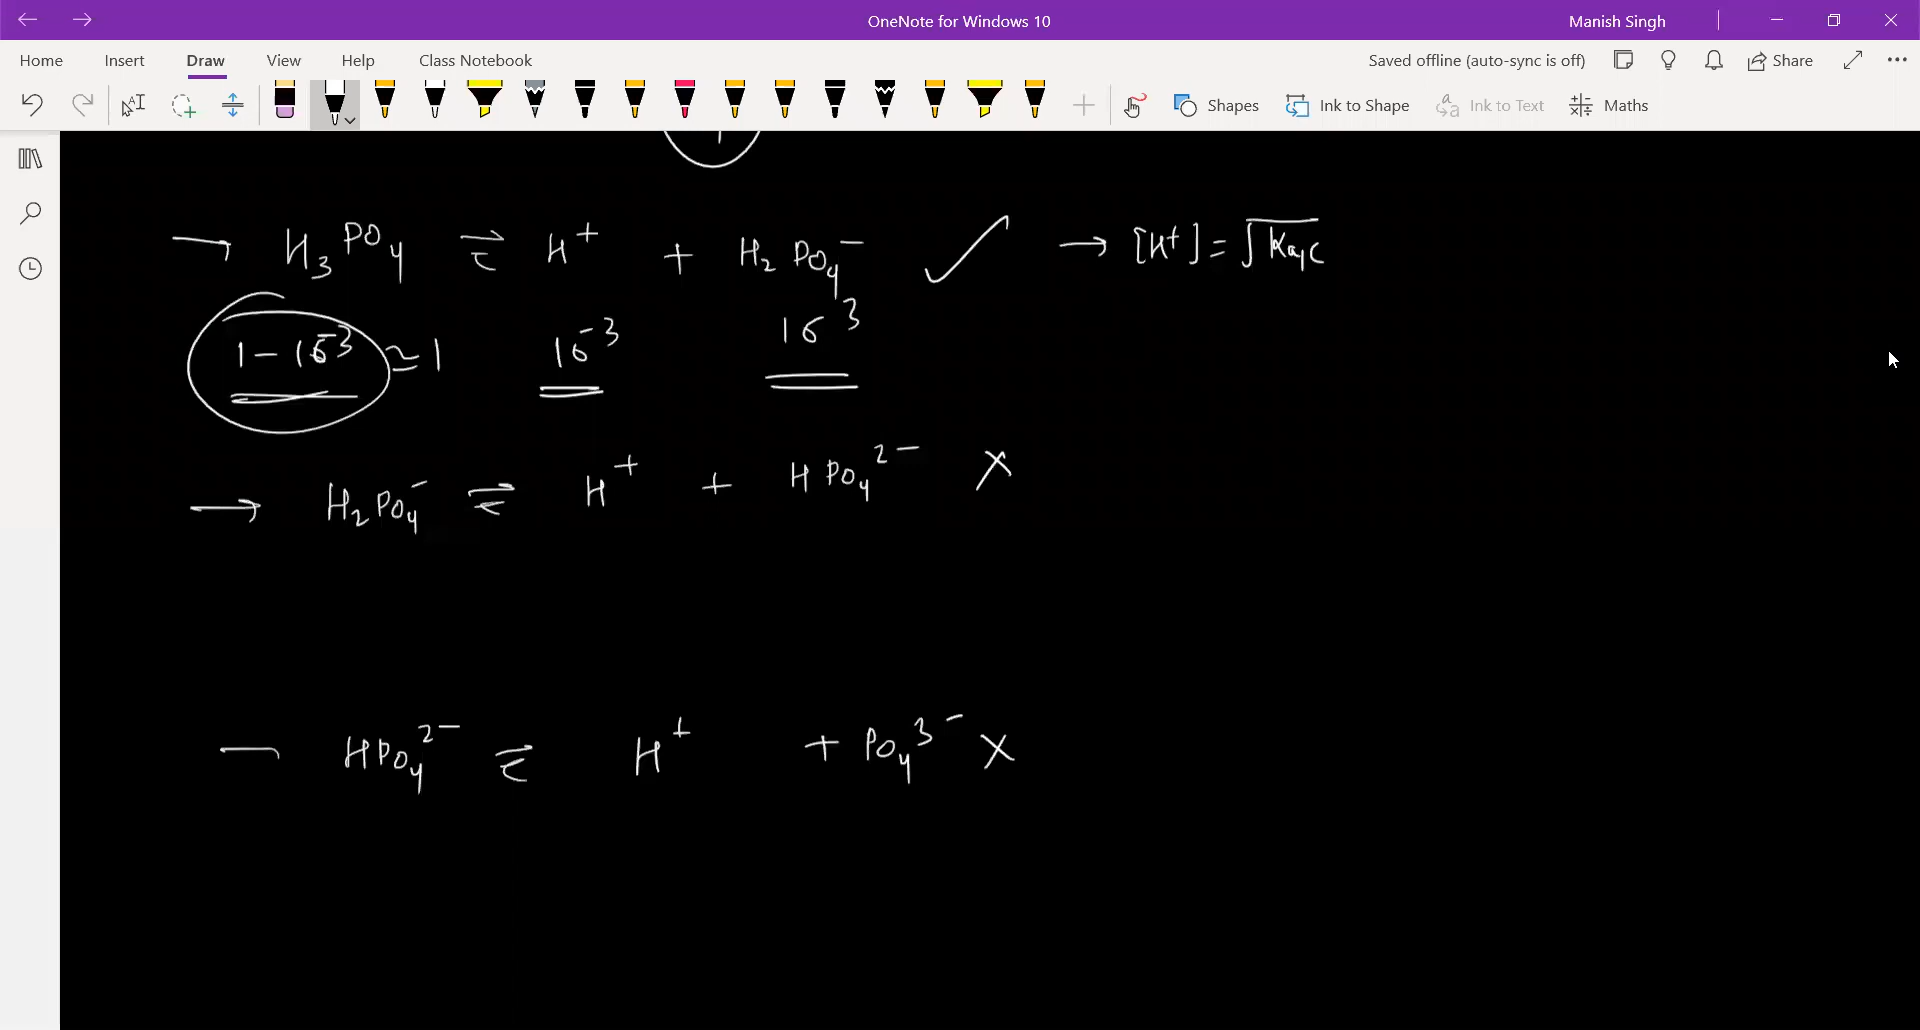 OneNote for Windows 10 Manish Singh
Home Insert Draw View Help Class Notebook Saved offline (auto-sync is off) Share
Shapes Ink to Shape Ink to Text Maths
→ H₃PO₄ ⇌ H⁺ + H₂PO₄⁻ ✓ → [H⁺] = √Ka₁C
1 − 10⁻³ ≃ 1 10⁻³ 10⁻³
→ H₂PO₄⁻ ⇌ H⁺ + HPO₄²⁻ ✗
— HPO₄²⁻ ⇌ H⁺ + PO₄³⁻ ✗